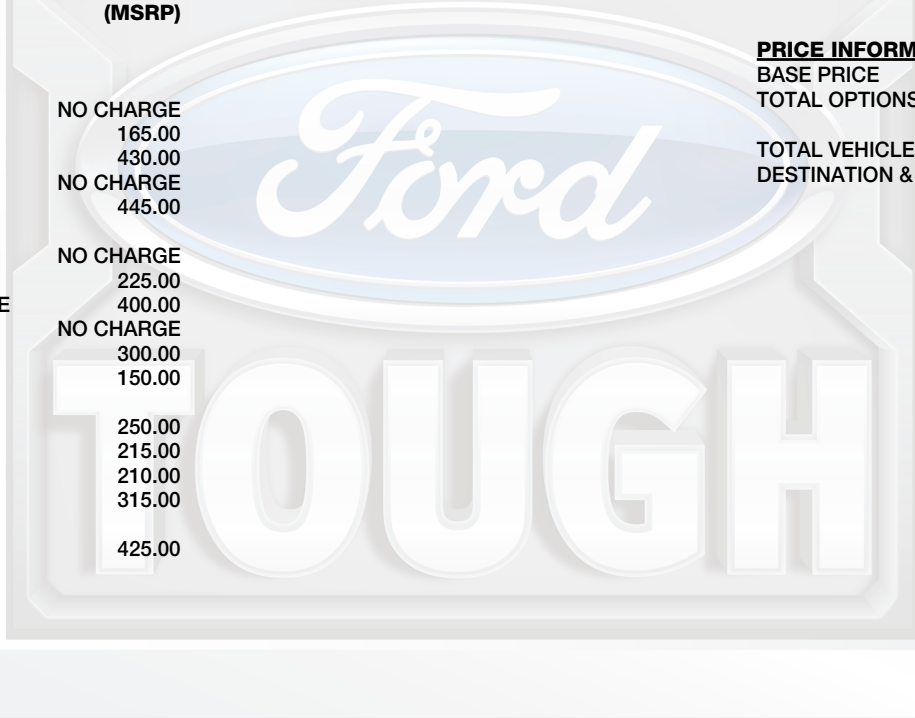 (MSRP)
NO CHARGE
165.00
430.00
NO CHARGE
445.00
NO CHARGE
225.00
E 400.00
NO CHARGE
300.00
150.00
250.00
215.00
210.00
315.00
425.00
PRICE INFORM
BASE PRICE
TOTAL OPTIONS
TOTAL VEHICLE
DESTINATION &
Ford
TOUGH